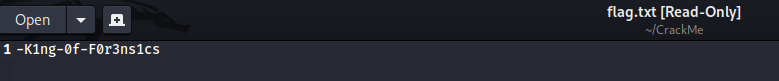 Open
flag.txt [Read-Only]
~/CrackMe
1 -K1ng-0f-F0r3ns1cs